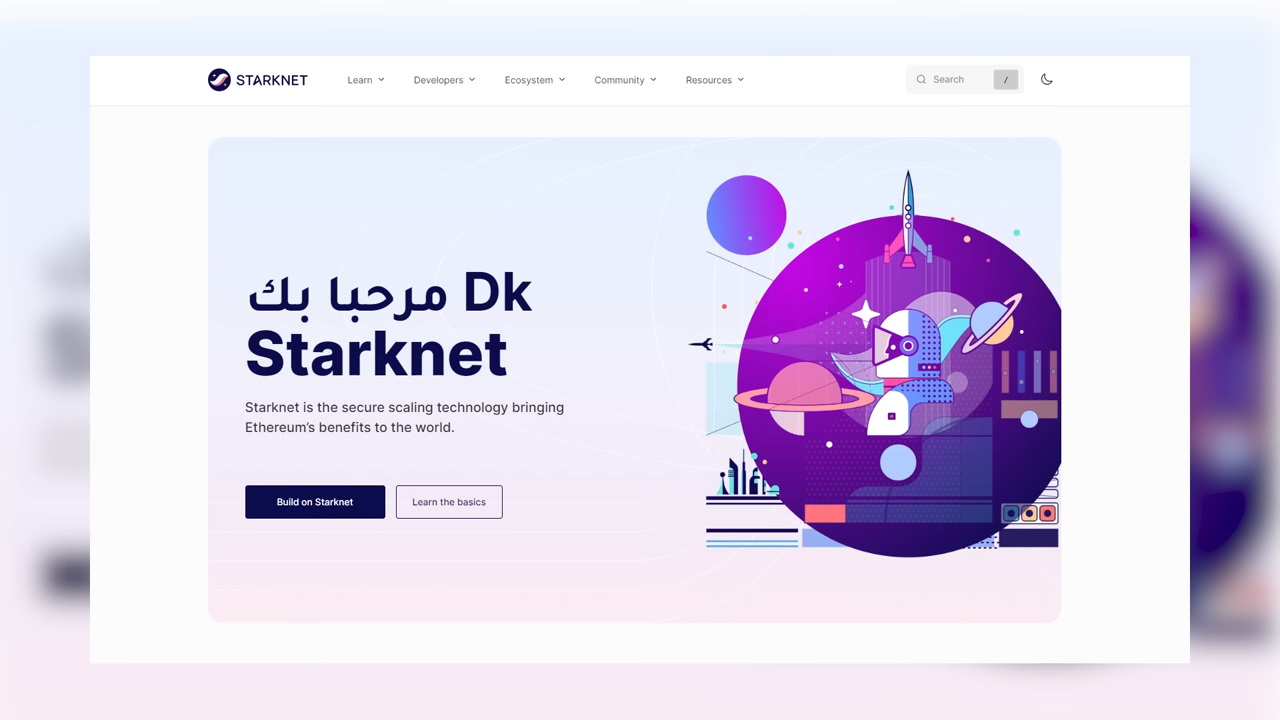 STARKNET
Learn
Developers
Ecosystem
Community
Resources
Search
/
مرحبا بك Dk
Starknet
Starknet is the secure scaling technology bringing
Ethereum's benefits to the world.
Build on Starknet
Learn the basics